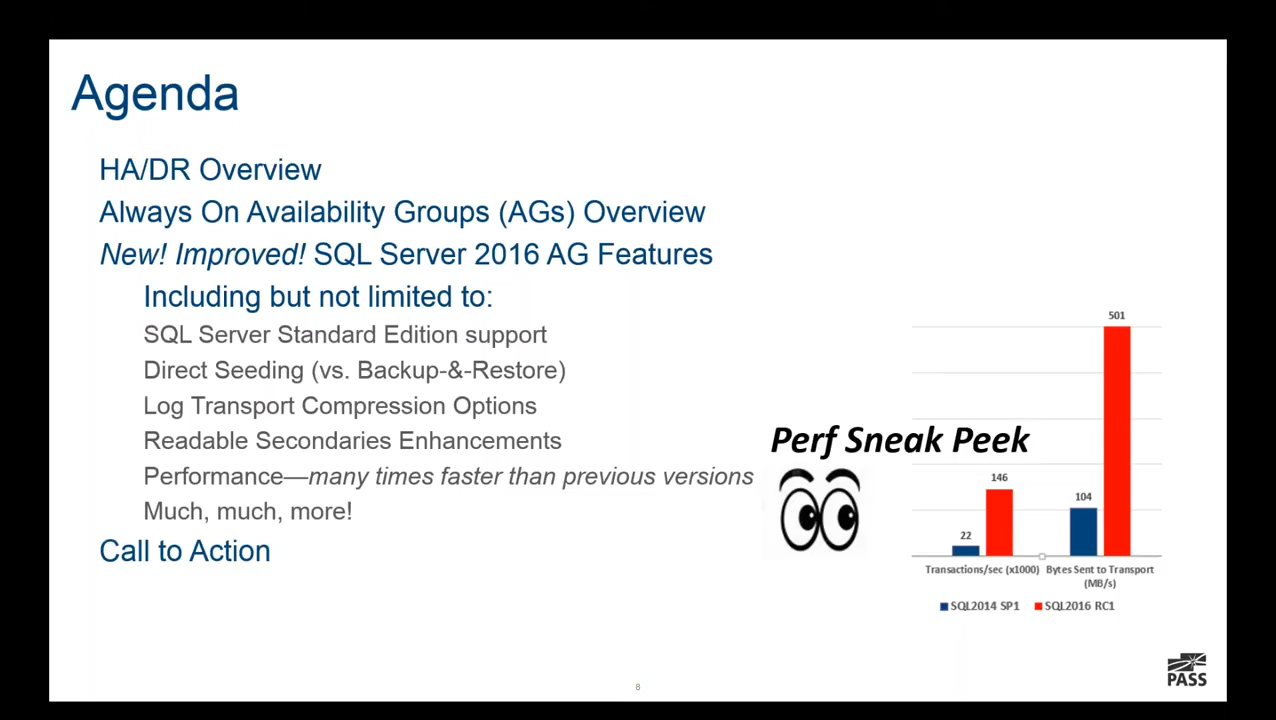 Agenda
HA/DR Overview
Always On Availability Groups (AGs) Overview
New! Improved! SQL Server 2016 AG Features
Including but not limited to:
SQL Server Standard Edition support
Direct Seeding (vs. Backup-&-Restore)
Log Transport Compression Options
Readable Secondaries Enhancements
Performance—many times faster than previous versions
Much, much, more!
Call to Action
Perf Sneak Peek
22
146
104
501
Transactions/sec (x1000)
Bytes Sent to Transport
(MB/s)
SQL2014 SP1
SQL2016 RC1
8
PASS